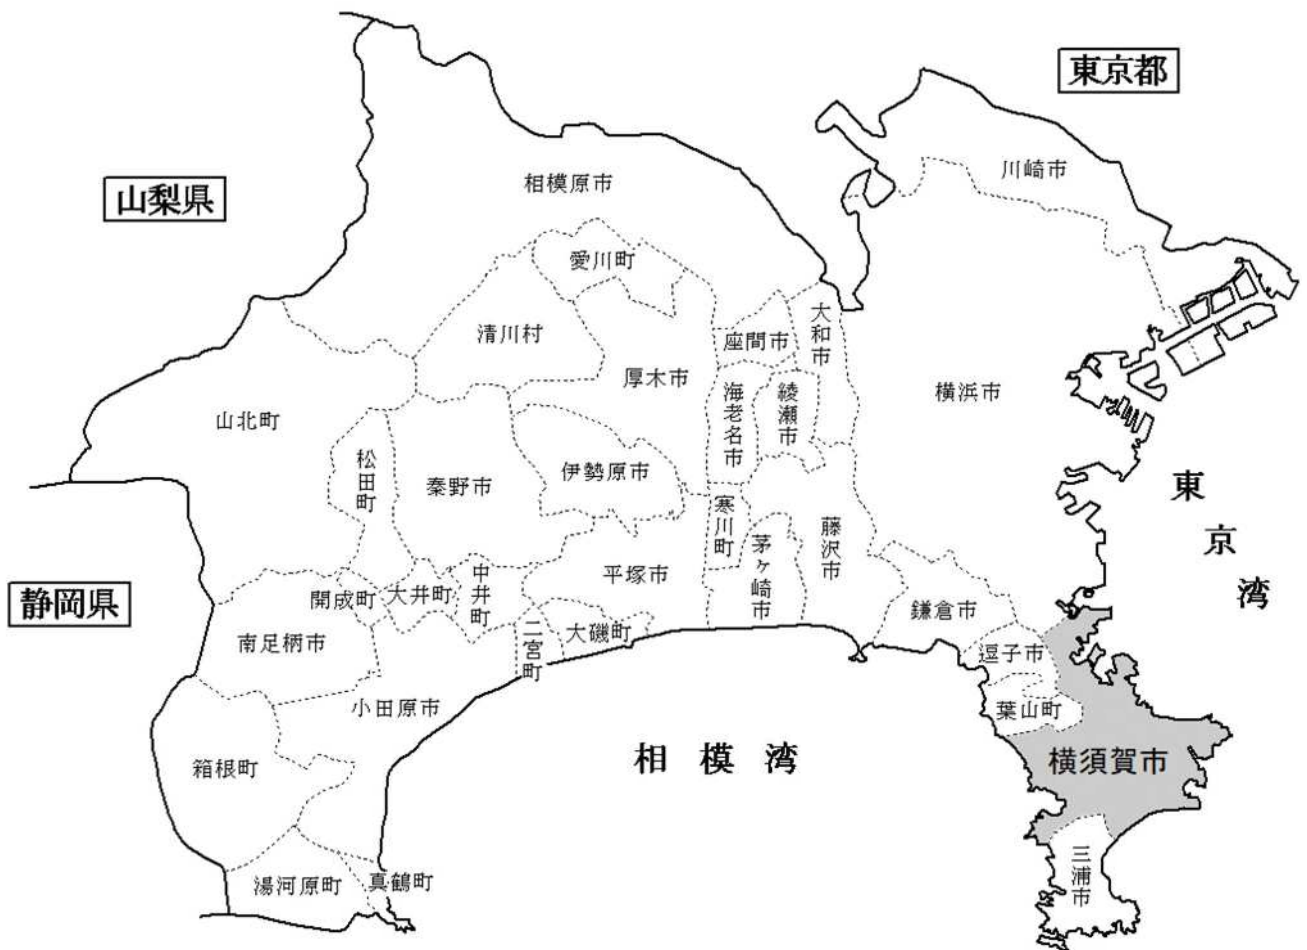 東京都
川崎市
相模原市
山梨県
愛川町
大和市
清川村
座間市
厚木市
海老名市
綾瀬市
横浜市
山北町
松田町
秦野市
伊勢原市
寒川町
茅ヶ崎市
藤沢市
東京湾
静岡県
開成町
大井町
中井町
平塚市
鎌倉市
南足柄市
二宮町
大磯町
逗子市
小田原市
葉山町
箱根町
相模湾
横須賀市
湯河原町
真鶴町
三浦市